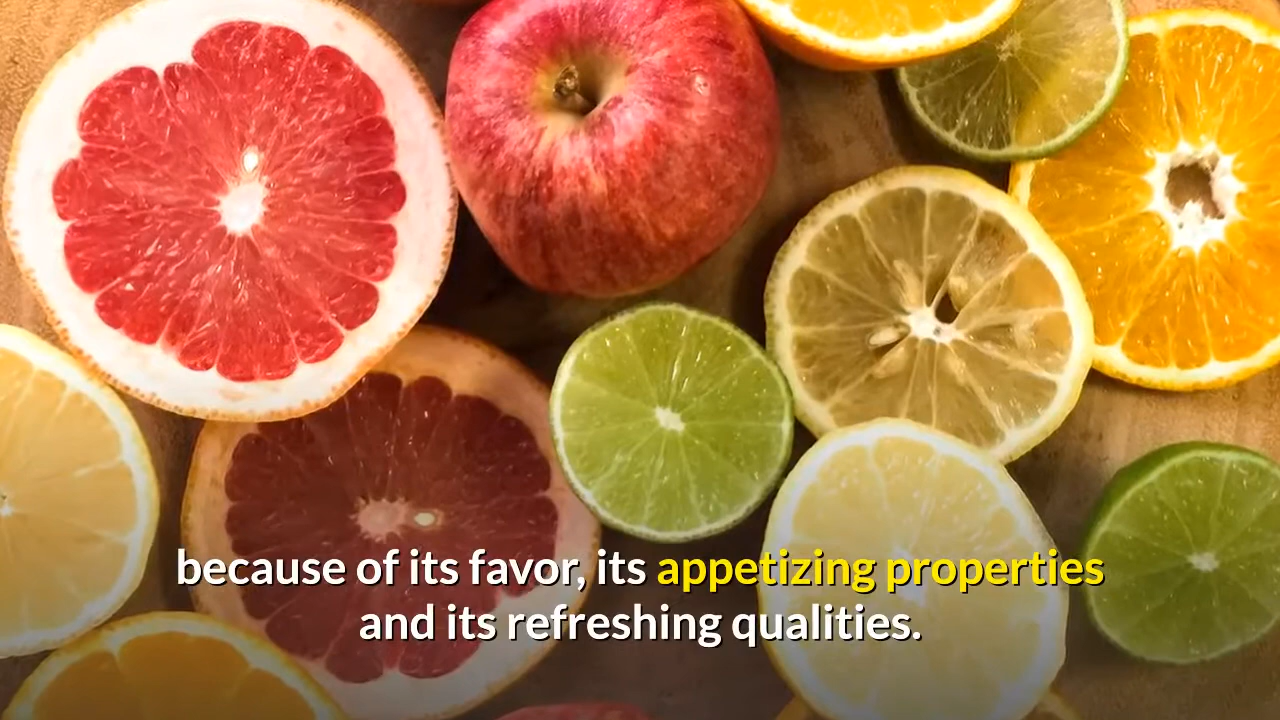 because of its favor, its appetizing properties
and its refreshing qualities.